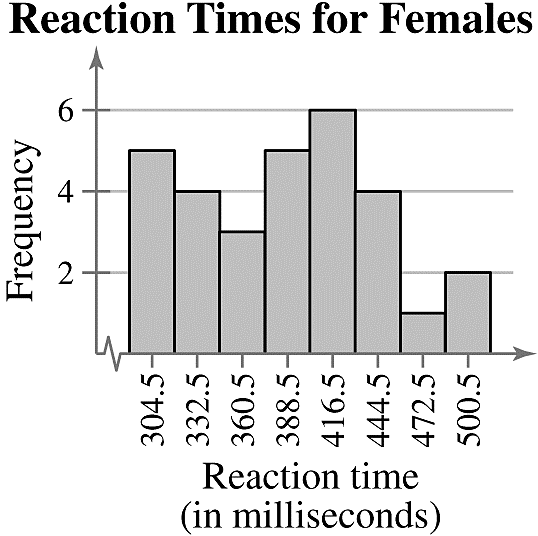 Reaction Times for Females
Frequency
6
4
2
304.5
332.5
360.5
388.5
416.5
444.5
472.5
500.5
Reaction time
(in milliseconds)